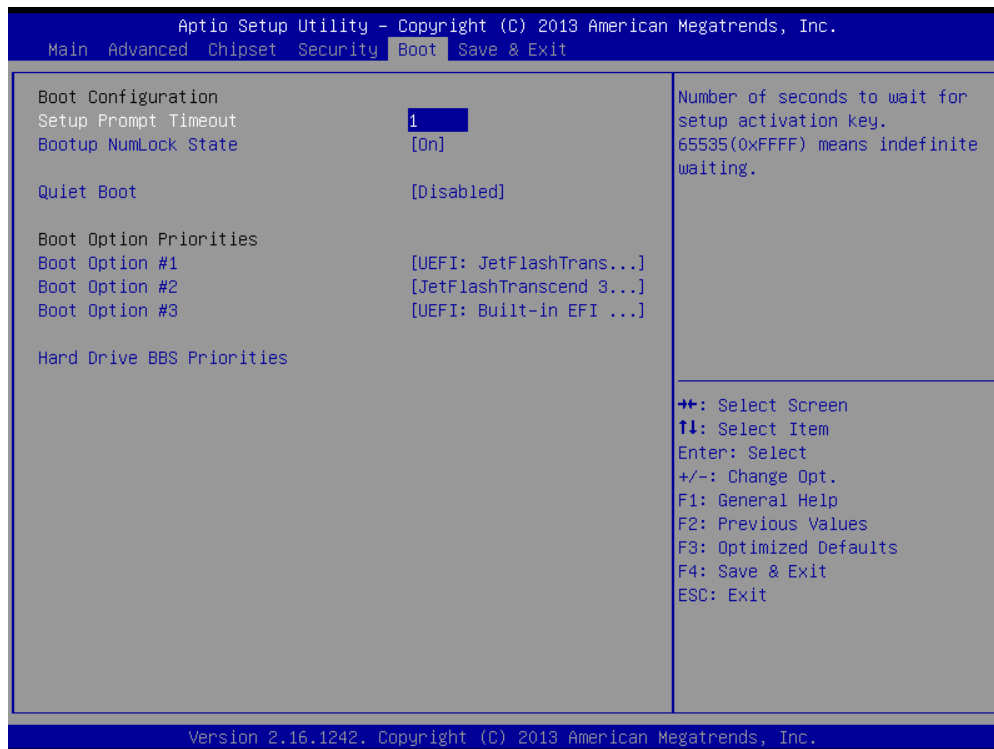 Aptio Setup Utility – Copyright (C) 2013 American Megatrends, Inc.
Main Advanced Chipset Security Boot Save & Exit
Boot Configuration
Setup Prompt Timeout 1
Bootup NumLock State [On]
Quiet Boot [Disabled]
Boot Option Priorities
Boot Option #1 [UEFI: JetFlashTrans...]
Boot Option #2 [JetFlashTranscend 3...]
Boot Option #3 [UEFI: Built-in EFI ...]
Hard Drive BBS Priorities
Number of seconds to wait for
setup activation key.
65535(0xFFFF) means indefinite
waiting.
→←: Select Screen
↑↓: Select Item
Enter: Select
+/-: Change Opt.
F1: General Help
F2: Previous Values
F3: Optimized Defaults
F4: Save & Exit
ESC: Exit
Version 2.16.1242. Copyright (C) 2013 American Megatrends, Inc.